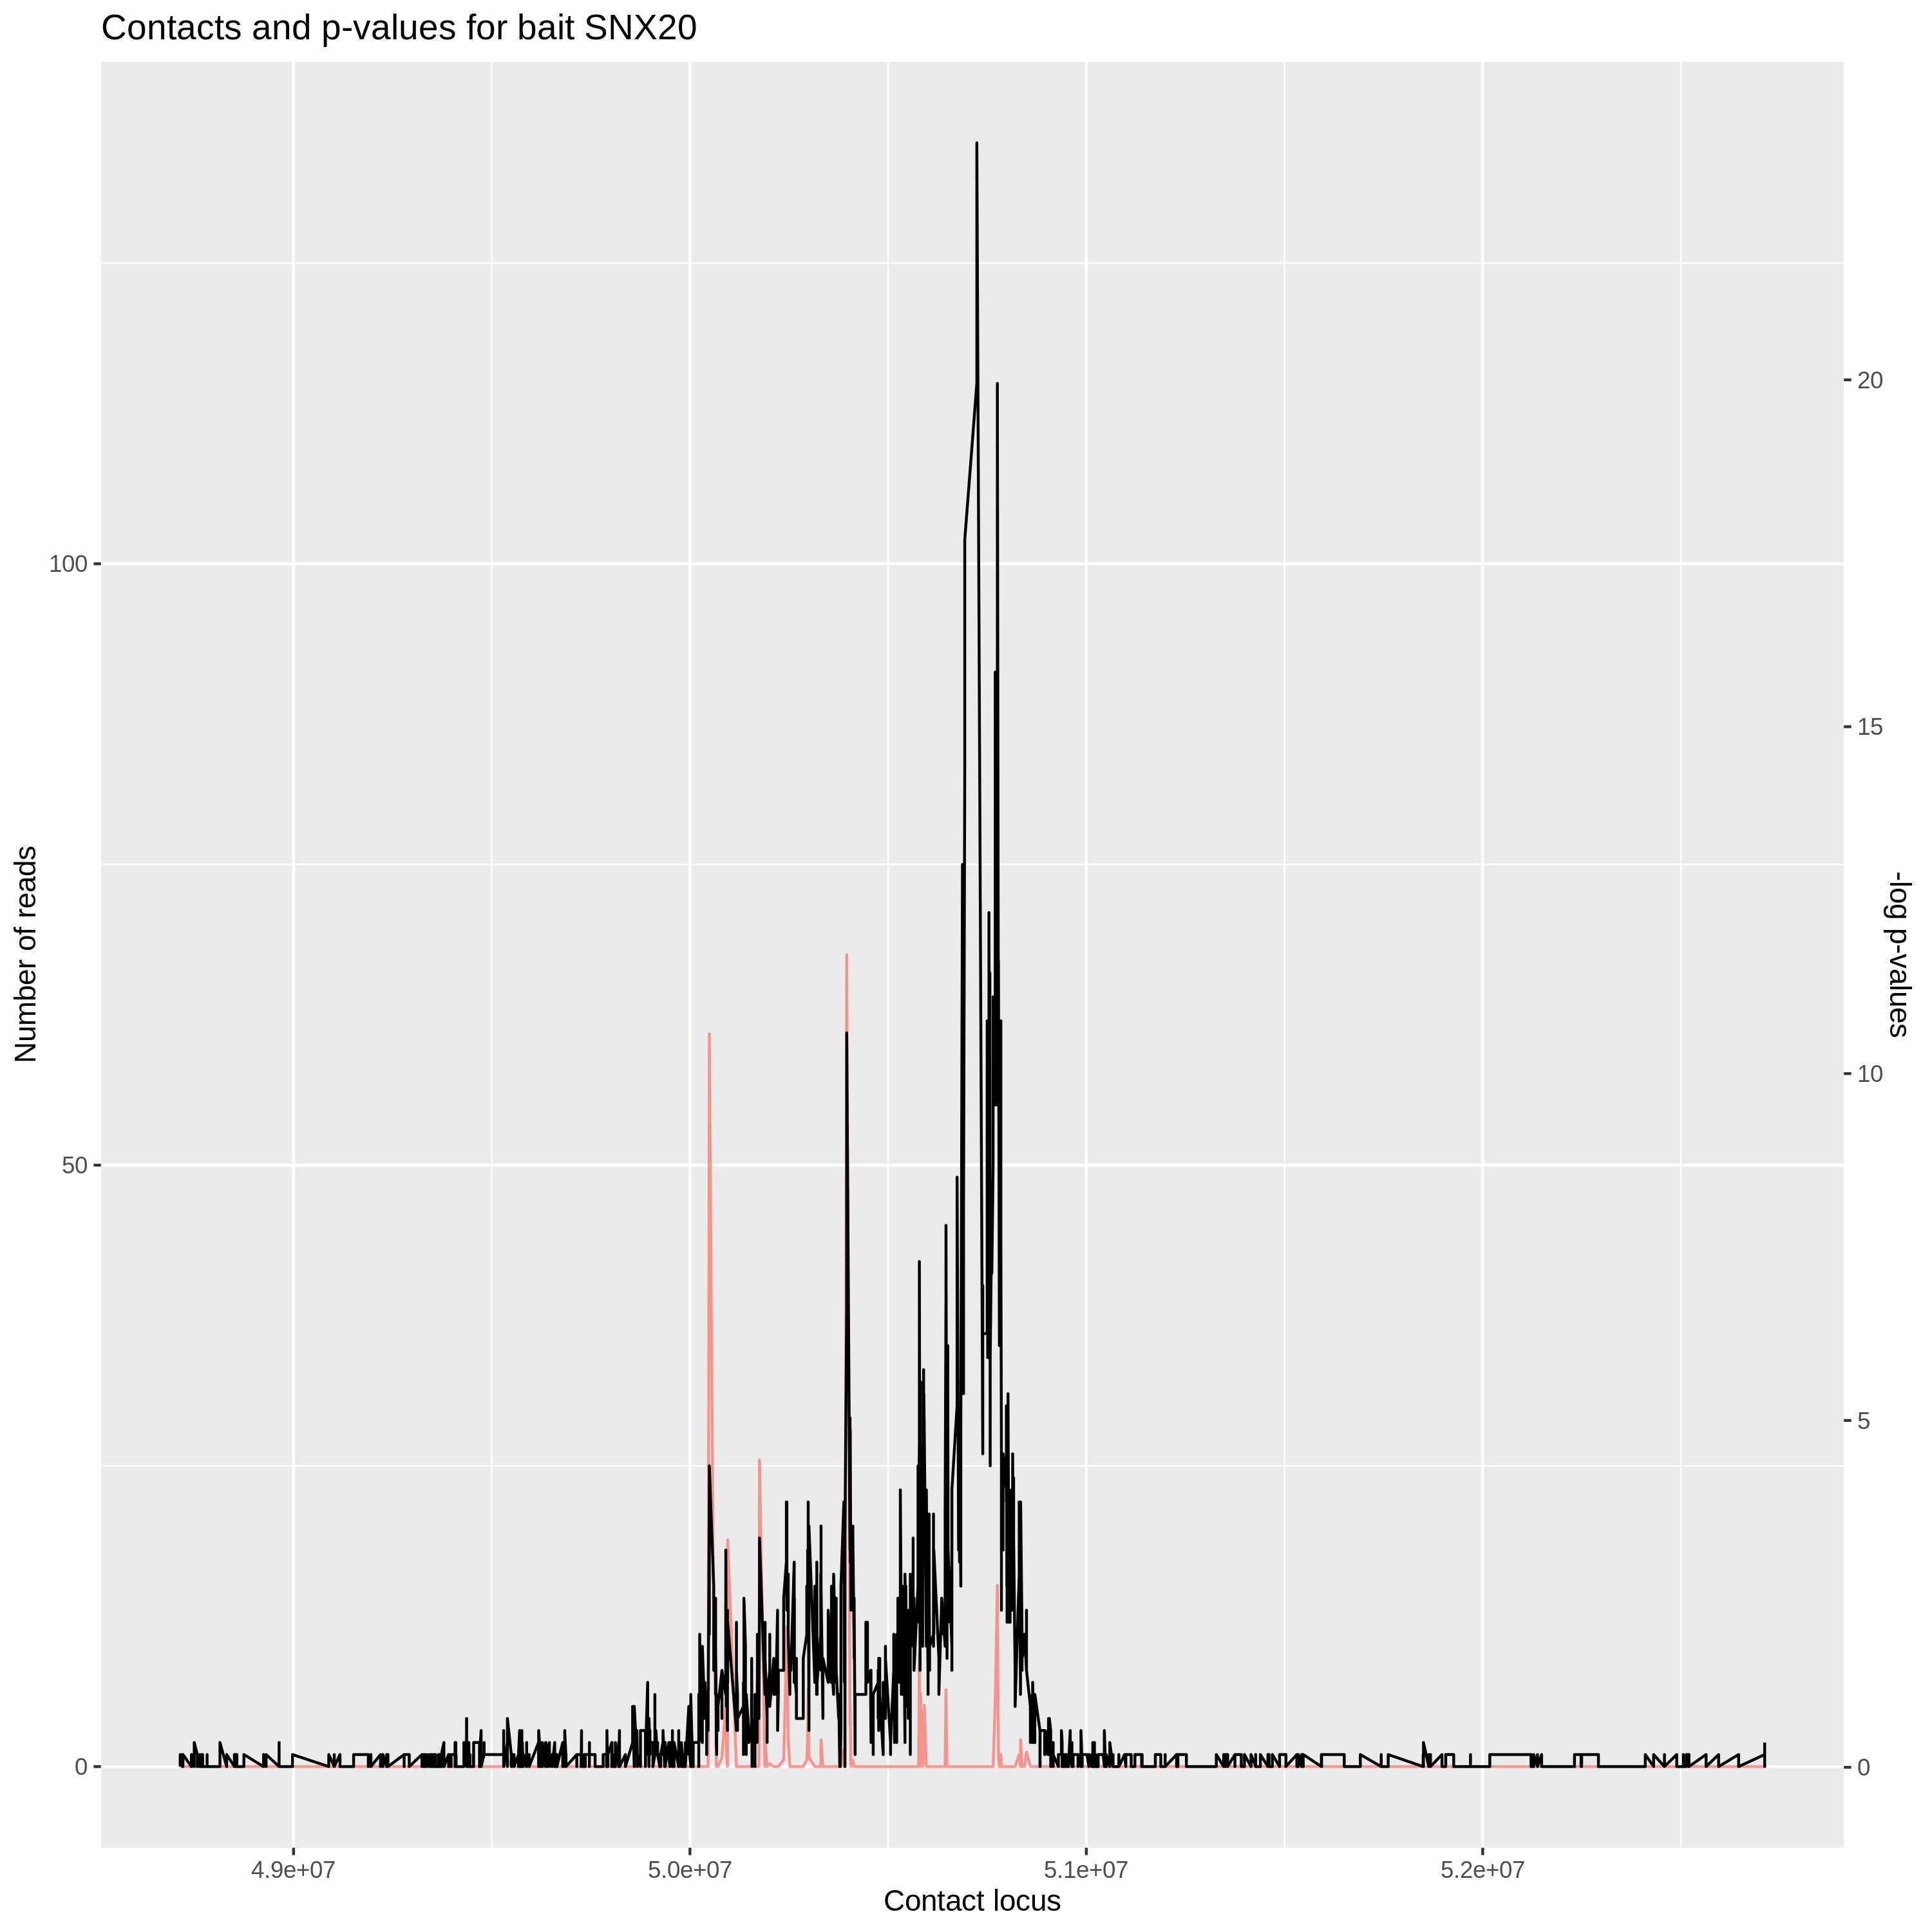 Contacts and p-values for bait SNX20
Number of reads
100
50
0
20
15
10
5
0
-log p-values
4.9e+07
5.0e+07
5.1e+07
5.2e+07
Contact locus